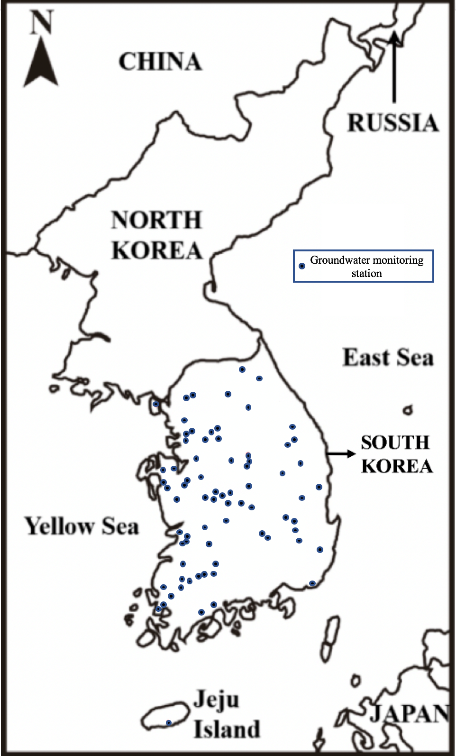 N
CHINA
RUSSIA
NORTH
KOREA
Groundwater monitoring
station
East Sea
SOUTH
KOREA
Yellow Sea
Jeju
Island
JAPAN